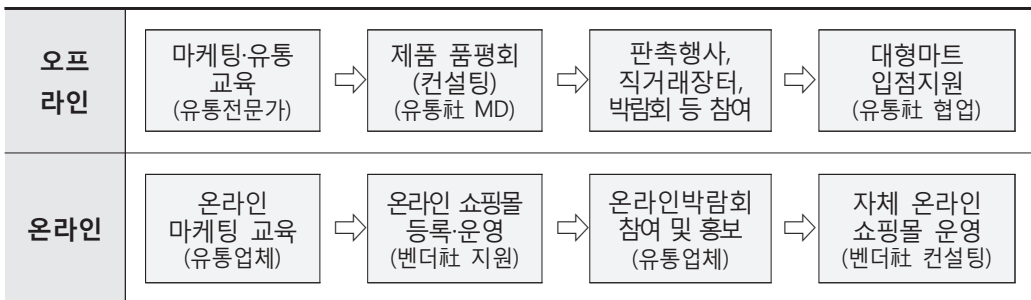 오프
라인
마케팅·유통
교육
(유통전문가)
제품 품평회
(컨설팅)
(유통社 MD)
판촉행사,
직거래장터,
박람회 등 참여
대형마트
입점지원
(유통社 협업)
온라인
온라인
마케팅 교육
(유통업체)
온라인 쇼핑몰
등록·운영
(벤더社 지원)
온라인박람회
참여 및 홍보
(유통업체)
자체 온라인
쇼핑몰 운영
(벤더社 컨설팅)